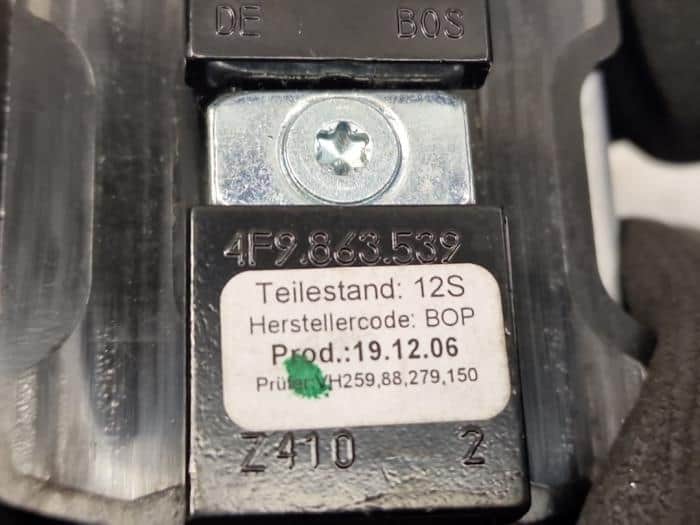 DE BOS
4F9.863.539
Teilestand: 12S
Herstellercode: BOP
Prod.:19.12.06
Prüfer:VH259,88,279,150
Z410 2